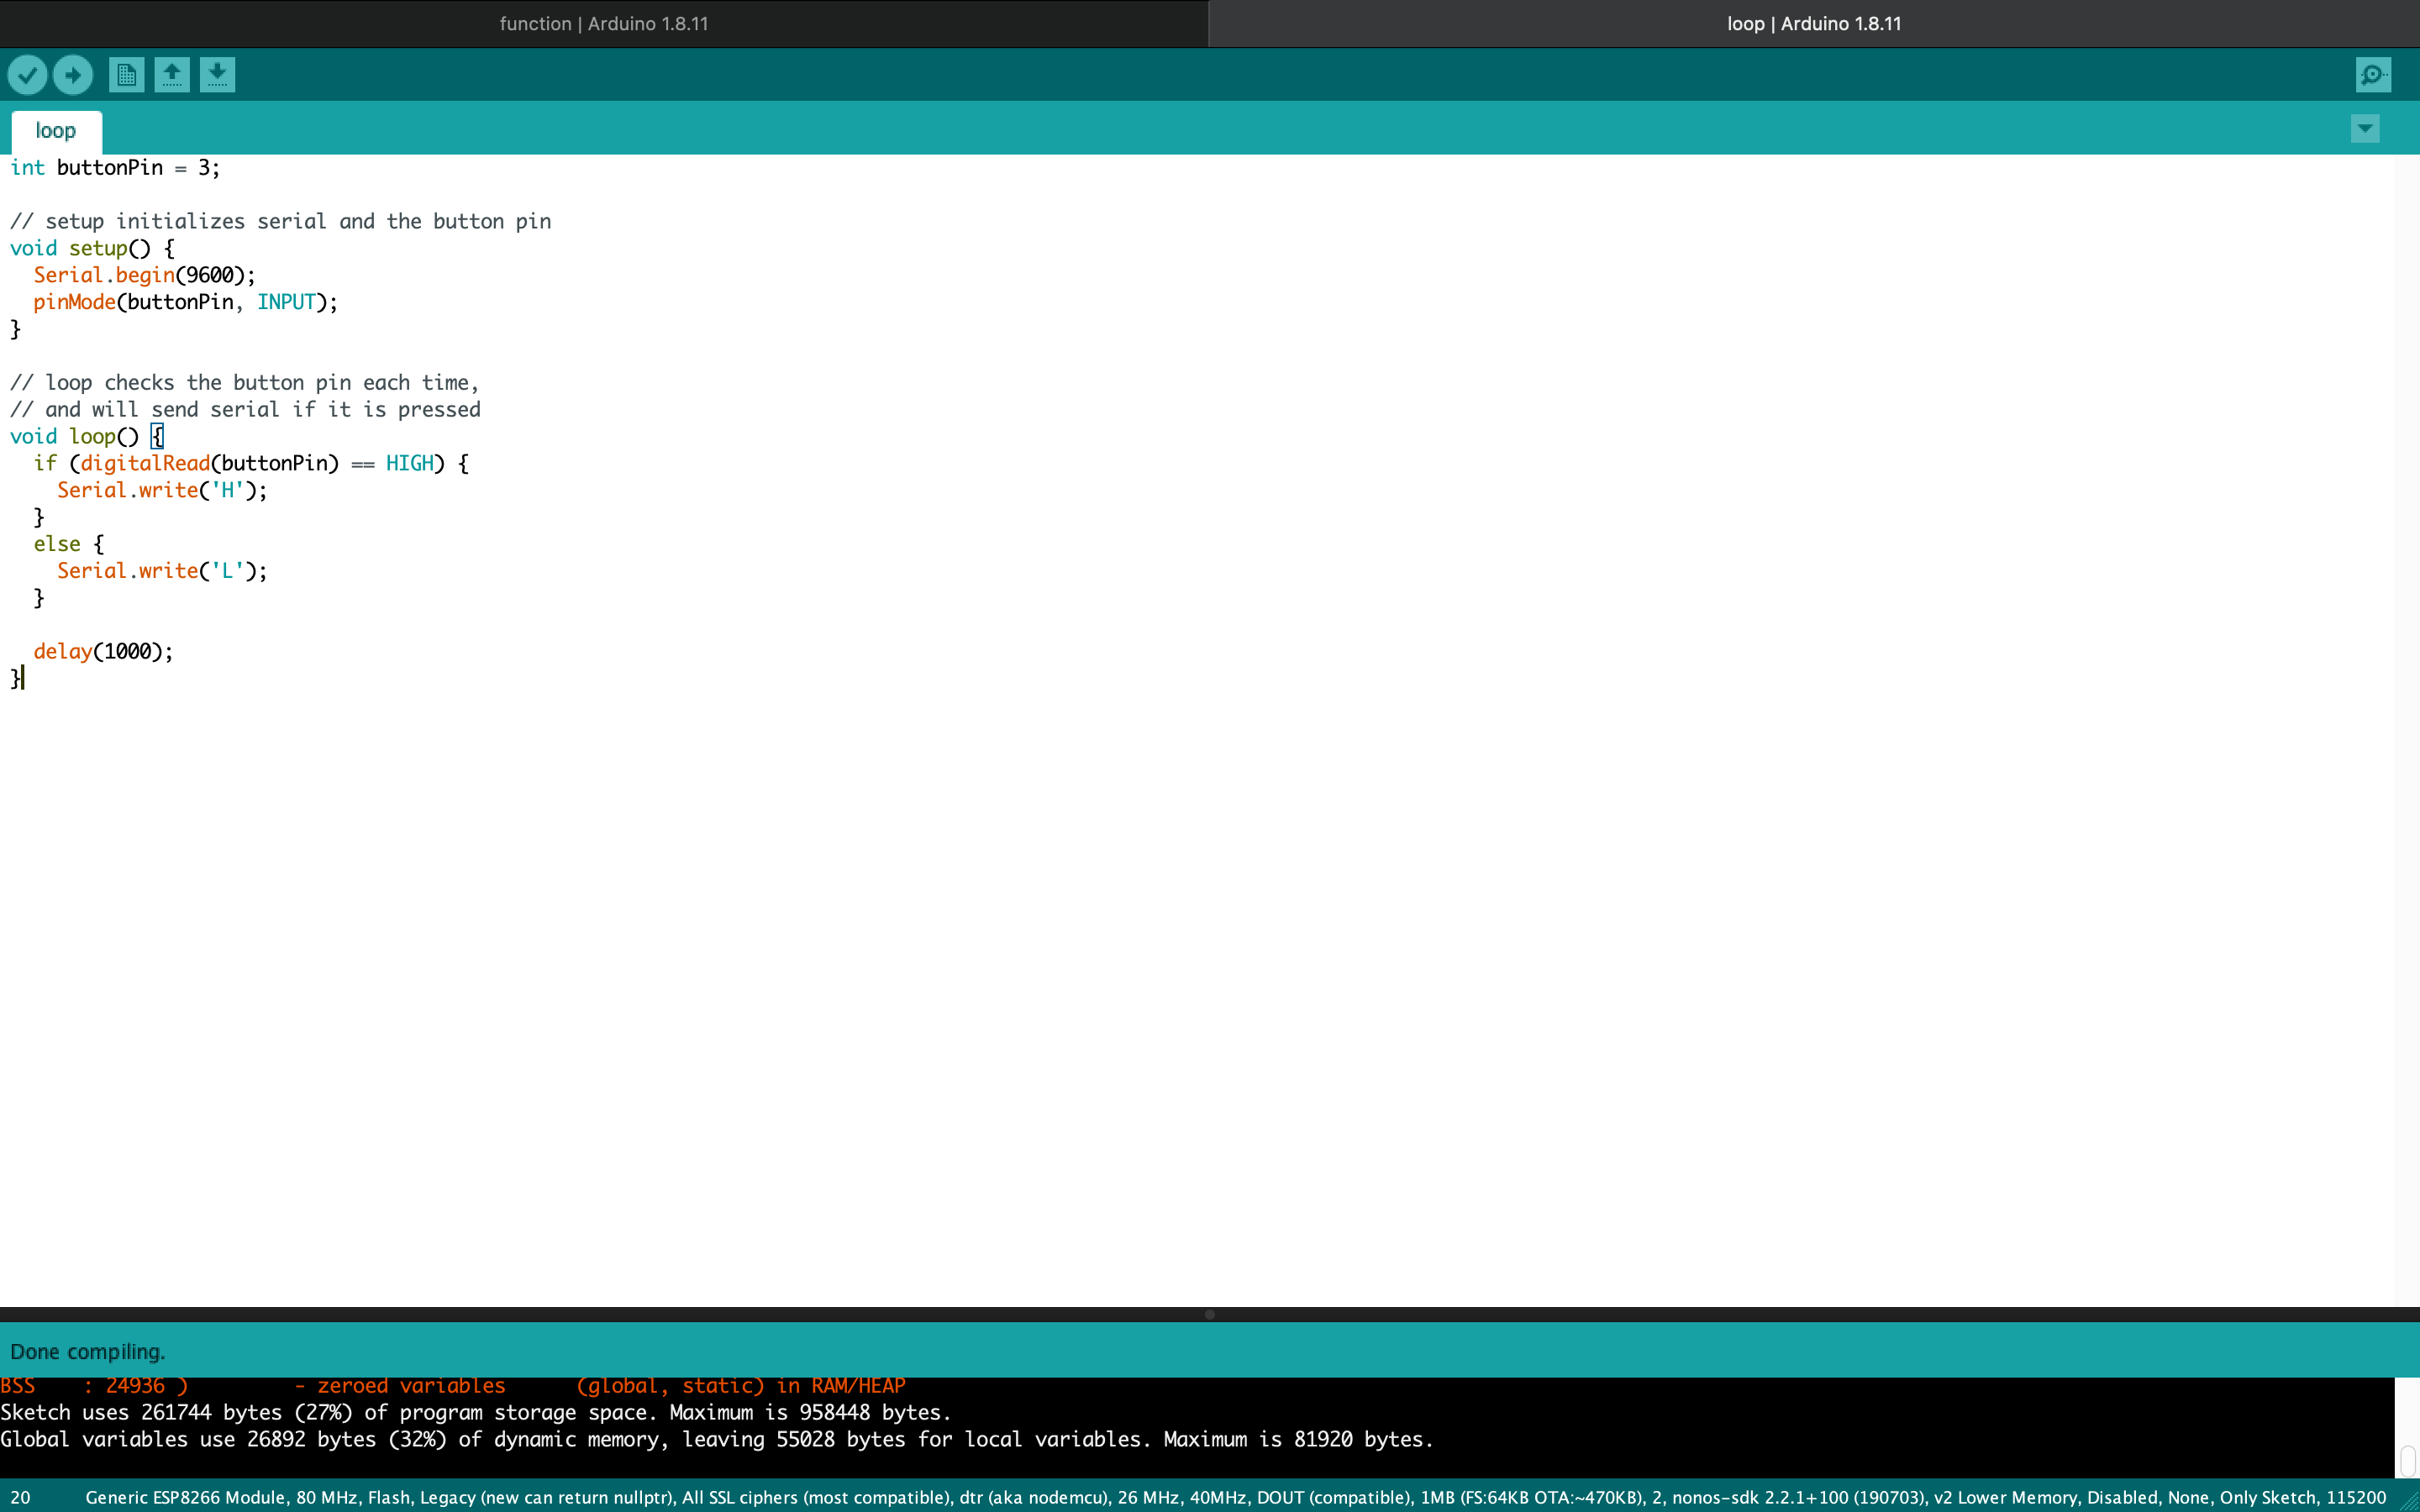 function | Arduino 1.8.11
loop | Arduino 1.8.11
loop
int buttonPin = 3;
// setup initializes serial and the button pin
void setup() {
  Serial.begin(9600);
  pinMode(buttonPin, INPUT);
}
// loop checks the button pin each time,
// and will send serial if it is pressed
void loop() {
  if (digitalRead(buttonPin) == HIGH) {
    Serial.write('H');
  }
  else {
    Serial.write('L');
  }
  delay(1000);
}
Done compiling.
BSS    : 24936 )         - zeroed variables      (global, static) in RAM/HEAP
Sketch uses 261744 bytes (27%) of program storage space. Maximum is 958448 bytes.
Global variables use 26892 bytes (32%) of dynamic memory, leaving 55028 bytes for local variables. Maximum is 81920 bytes.
20 Generic ESP8266 Module, 80 MHz, Flash, Legacy (new can return nullptr), All SSL ciphers (most compatible), dtr (aka nodemcu), 26 MHz, 40MHz, DOUT (compatible), 1MB (FS:64KB OTA:~470KB), 2, nonos-sdk 2.2.1+100 (190703), v2 Lower Memory, Disabled, None, Only Sketch, 115200